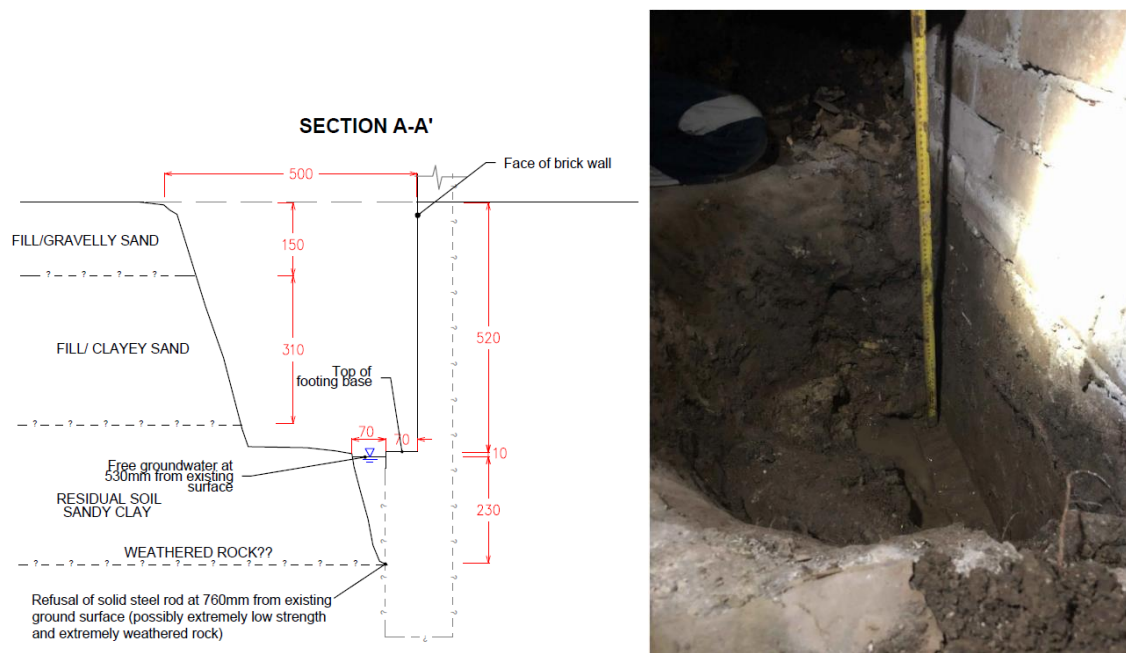 SECTION A-A'
Face of brick wall
500
FILL/GRAVELLY SAND
150
? ? ? ? ?
310
520
FILL/ CLAYEY SAND
Top of
footing base
? ? ? ? ?
70
70
10
Free groundwater at
530mm from existing
surface
RESIDUAL SOIL
SANDY CLAY
230
WEATHERED ROCK??
? ? ? ? ?
Refusal of solid steel rod at 760mm from existing
ground surface (possibly extremely low strength
and extremely weathered rock)